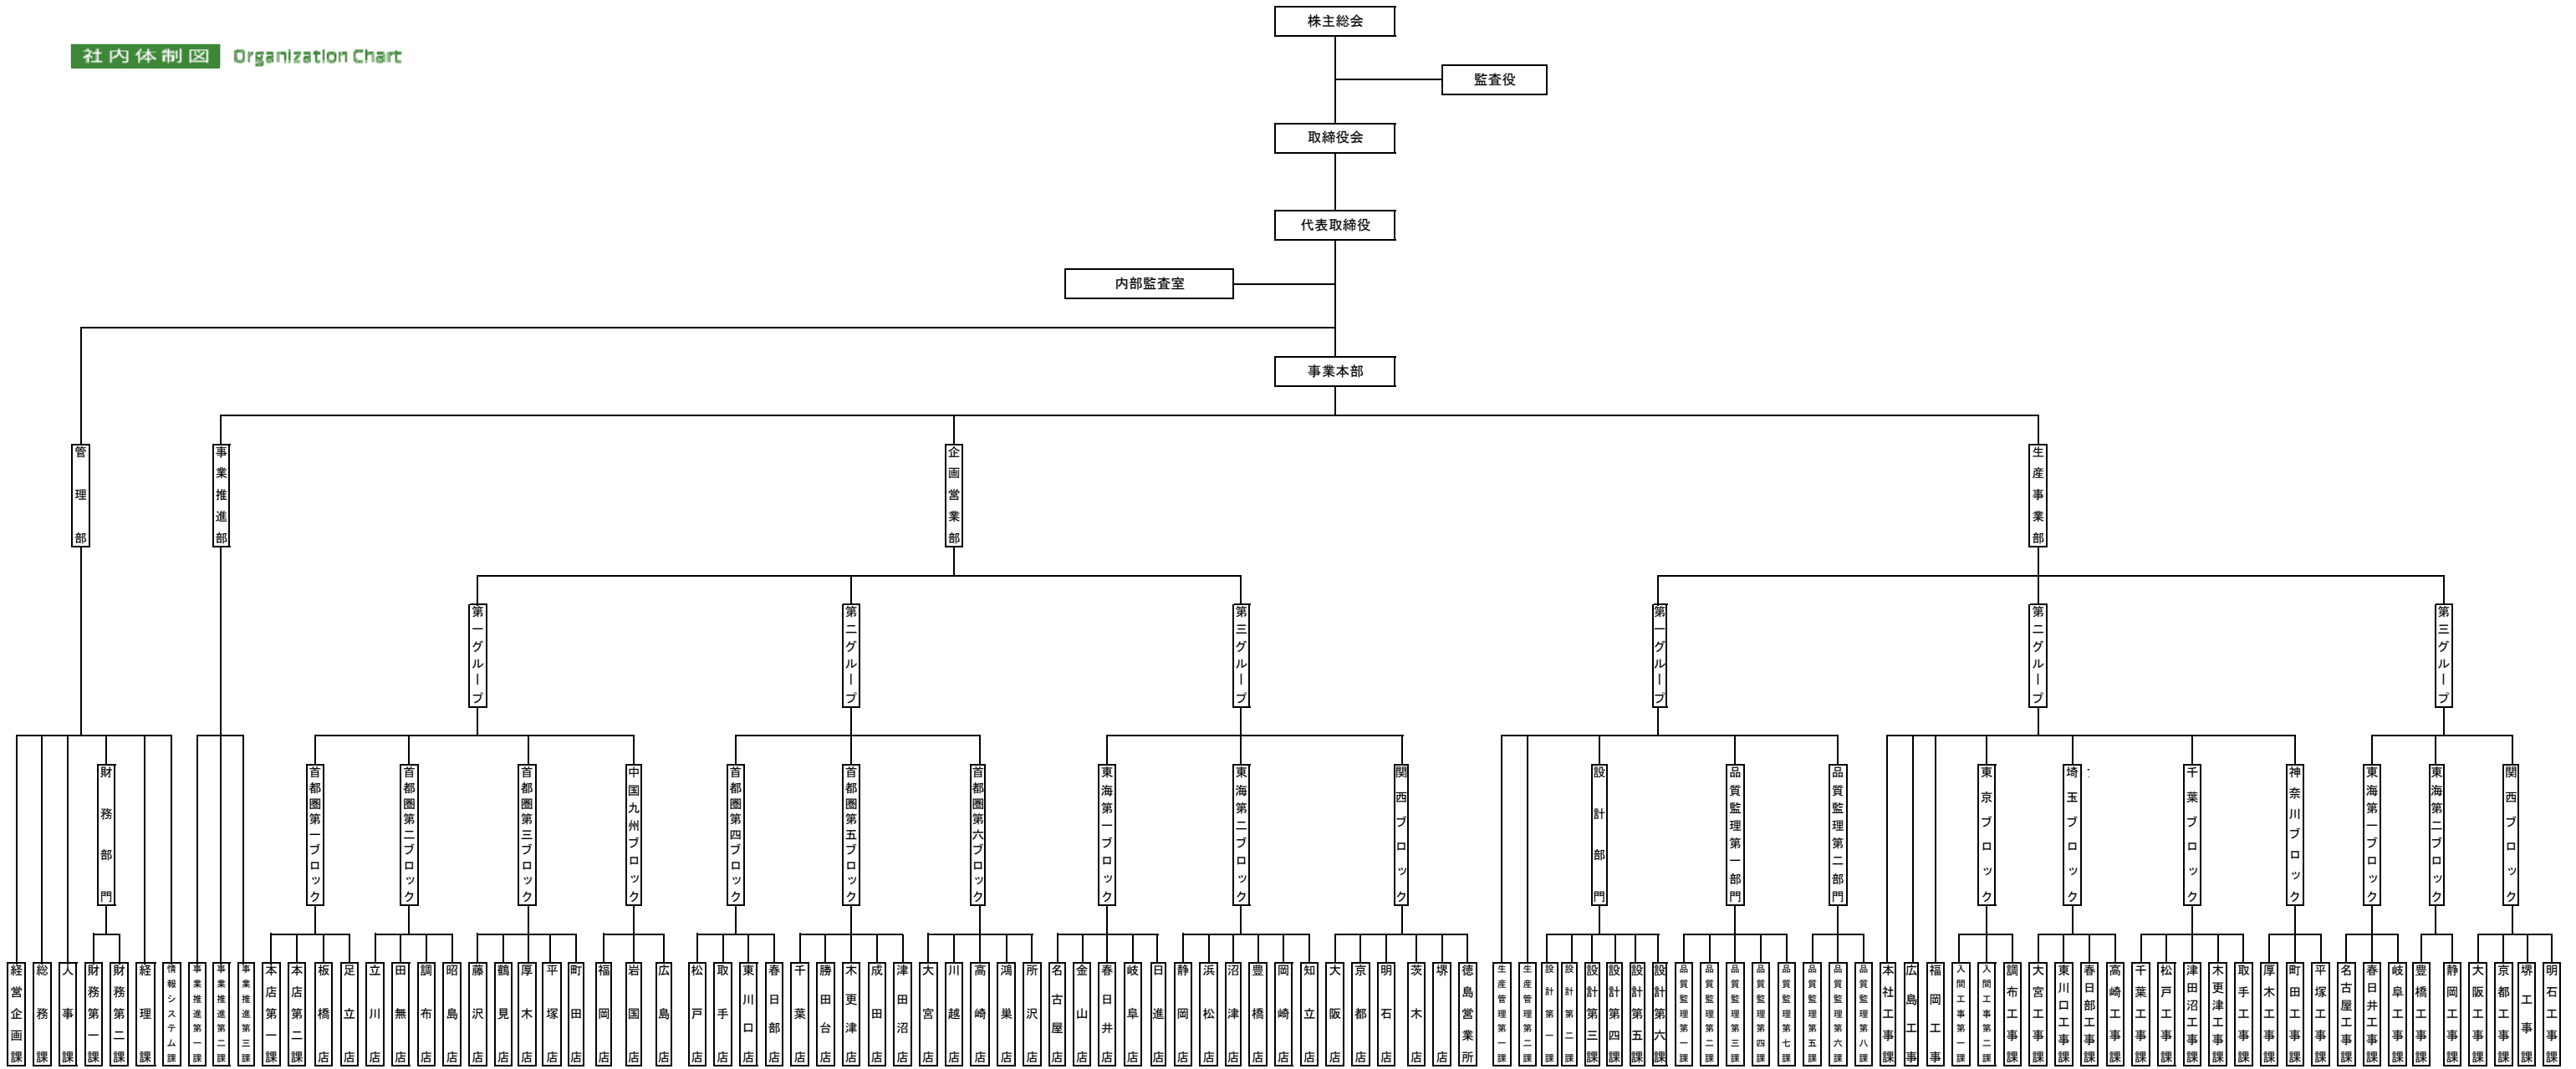 社内体制図 Organization Chart
株主総会
監査役
取締役会
代表取締役
内部監査室
事業本部
管理部
事業推進部
企画営業部
生産事業部
第一グループ
第二グループ
第三グループ
第一グループ
第二グループ
第三グループ
財務部門
首都圏第一ブロック
首都圏第二ブロック
首都圏第三ブロック
中国九州ブロック
首都圏第四ブロック
首都圏第五ブロック
首都圏第六ブロック
東海第一ブロック
東海第二ブロック
関西ブロック
設計部門
品質監理第一部門
品質監理第二部門
東京ブロック
埼玉ブロック
千葉ブロック
神奈川ブロック
東海第一ブロック
東海第二ブロック
関西ブロック
経営企画課
総務課
人事課
財務第一課
財務第二課
経理課
情報システム課
事業推進第一課
事業推進第二課
事業推進第三課
本店第一課
本店第二課
板橋店
足立店
立川店
田無店
調布店
昭島店
藤沢店
鶴見店
厚木店
平塚店
町田店
福岡店
岩国店
広島店
松戸店
取手店
東川口店
春日部店
千葉店
勝田台店
木更津店
成田店
津田沼店
大宮店
川越店
高崎店
鴻巣店
所沢店
名古屋店
金山店
春日井店
岐阜店
日進店
静岡店
浜松店
沼津店
豊橋店
岡崎店
知立店
大阪店
京都店
明石店
茨木店
堺店
徳島営業所
生産管理第一課
生産管理第二課
設計第一課
設計第二課
設計第三課
設計第四課
設計第五課
設計第六課
品質監理第一課
品質監理第二課
品質監理第三課
品質監理第四課
品質監理第七課
品質監理第五課
品質監理第六課
品質監理第八課
本社工事課
広島工事
福岡工事
入間工事第一課
入間工事第二課
調布工事課
大宮工事課
東川口工事課
春日部工事課
高崎工事課
千葉工事課
松戸工事課
津田沼工事課
木更津工事課
取手工事課
厚木工事課
町田工事課
平塚工事課
名古屋工事課
春日井工事課
岐阜工事課
豊橋工事課
静岡工事課
大阪工事課
京都工事課
堺工事課
明石工事課